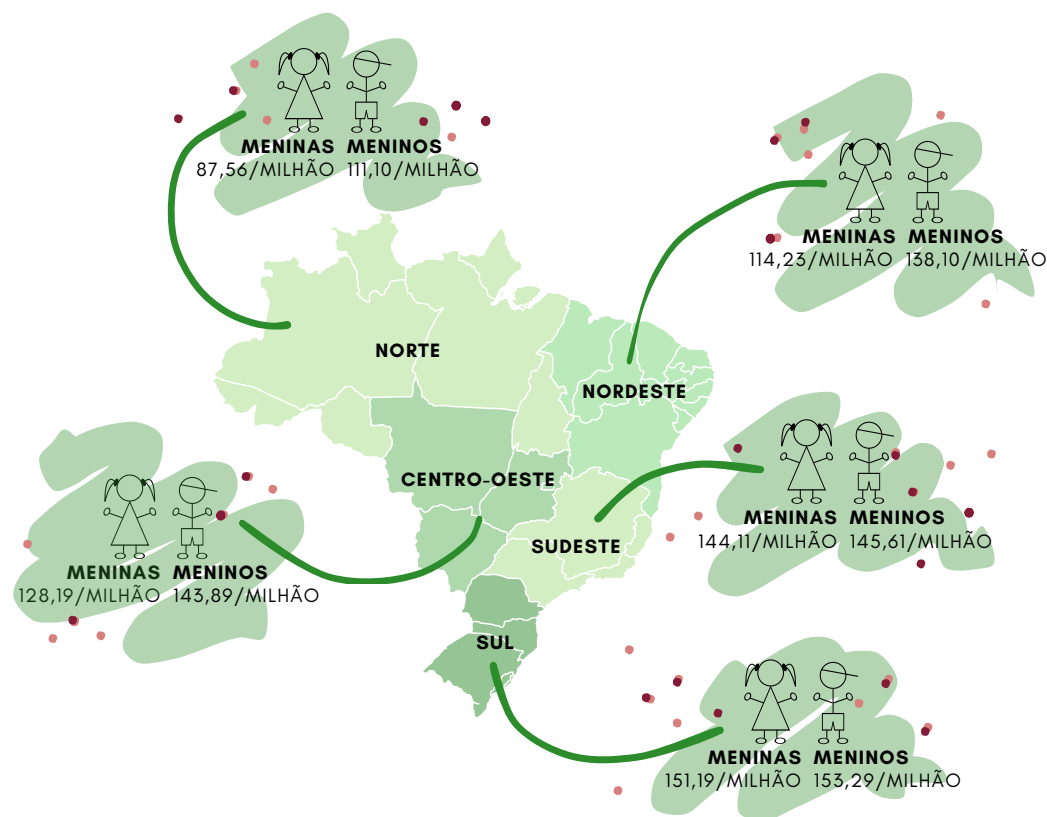 MENINAS MENINOS
87,56/MILHÃO 111,10/MILHÃO
MENINAS MENINOS
114,23/MILHÃO 138,10/MILHÃO
NORTE
NORDESTE
CENTRO-OESTE
MENINAS MENINOS
144,11/MILHÃO 145,61/MILHÃO
SUDESTE
MENINAS MENINOS
128,19/MILHÃO 143,89/MILHÃO
SUL
MENINAS MENINOS
151,19/MILHÃO 153,29/MILHÃO